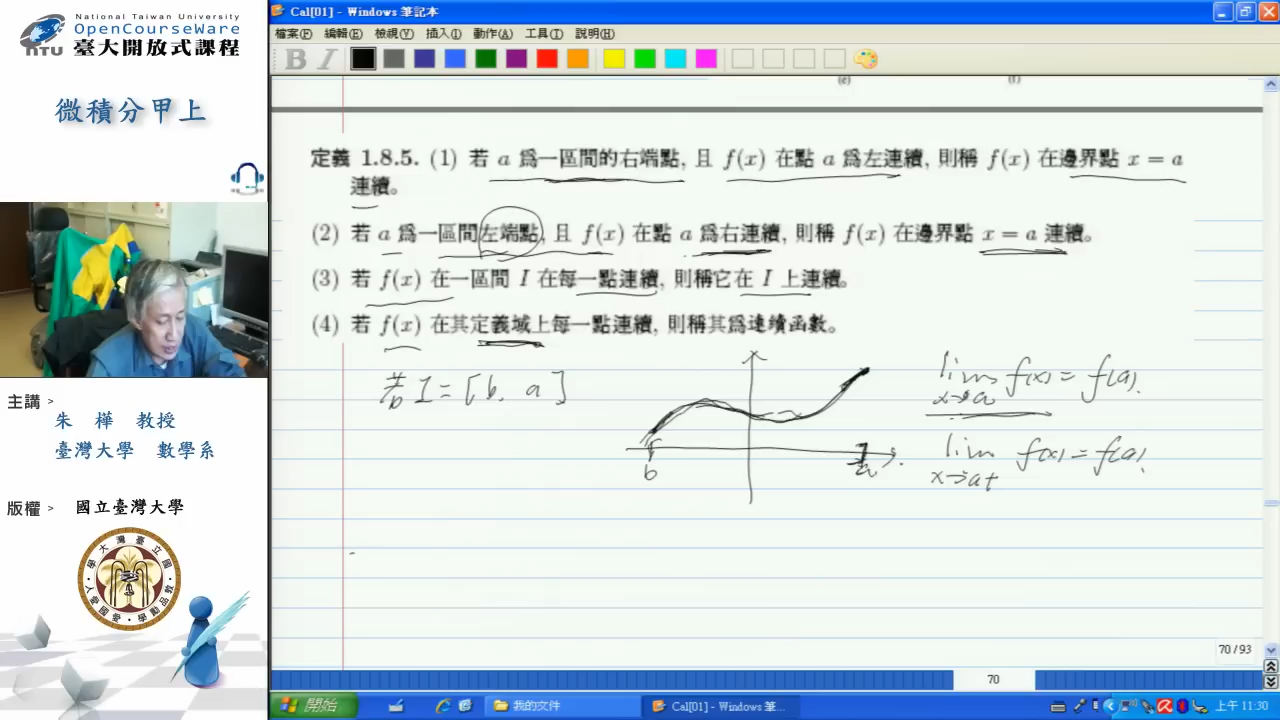 National Taiwan University
OpenCourseWare
NTU 臺大開放式課程
微積分甲上
主講 >
朱 樺 教授
臺灣大學 數學系
版權 > 國立臺灣大學
Cal[01] - Windows 筆記本
檔案(F) 編輯(E) 檢視(V) 插入(I) 動作(A) 工具(T) 說明(H)
B I
(e) (f)
定義 1.8.5. (1) 若 a 為一區間的右端點, 且 f(x) 在點 a 為左連續, 則稱 f(x) 在邊界點 x = a
連續。
(2) 若 a 為一區間左端點, 且 f(x) 在點 a 為右連續, 則稱 f(x) 在邊界點 x = a 連續。
(3) 若 f(x) 在一區間 I 在每一點連續, 則稱它在 I 上連續。
(4) 若 f(x) 在其定義域上每一點連續, 則稱其為連續函數。
若 I = [b, a]
b a
lim f(x) = f(a).
x→a
lim f(x) = f(a).
x→a+
70 / 93
70
開始 我的文件 Cal[01] - Windows 筆... 上午 11:30